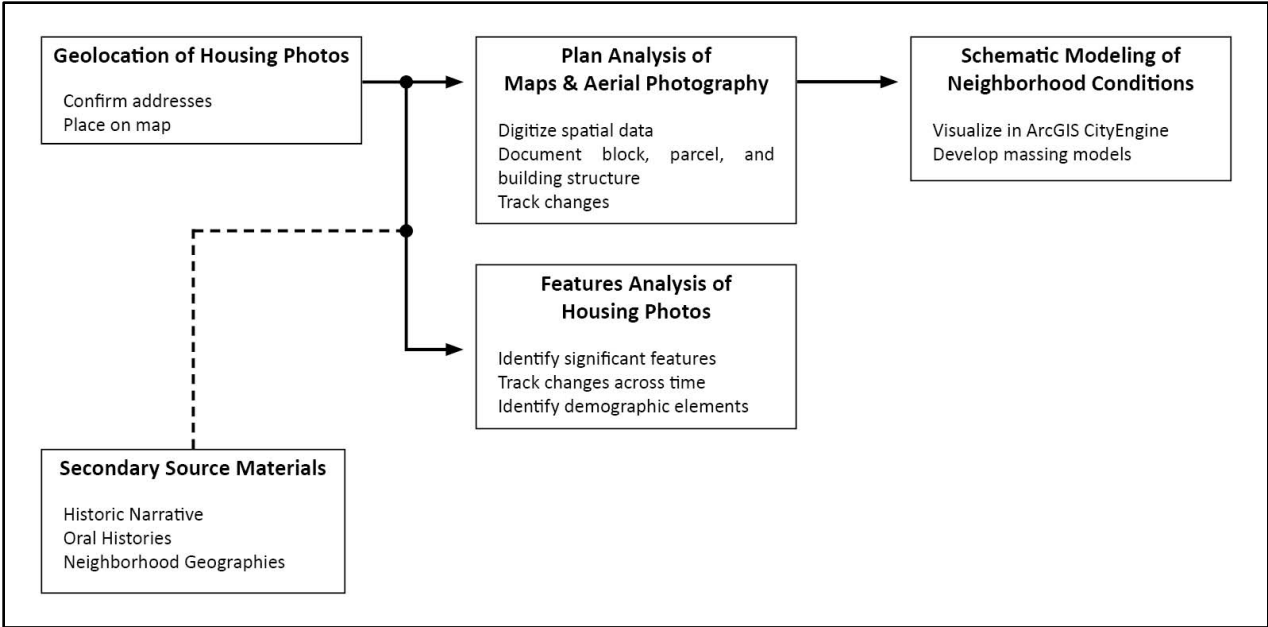 Geolocation of Housing Photos
Confirm addresses
Place on map
Plan Analysis of
Maps & Aerial Photography
Digitize spatial data
Document block, parcel, and
building structure
Track changes
Schematic Modeling of
Neighborhood Conditions
Visualize in ArcGIS CityEngine
Develop massing models
Features Analysis of
Housing Photos
Identify significant features
Track changes across time
Identify demographic elements
Secondary Source Materials
Historic Narrative
Oral Histories
Neighborhood Geographies